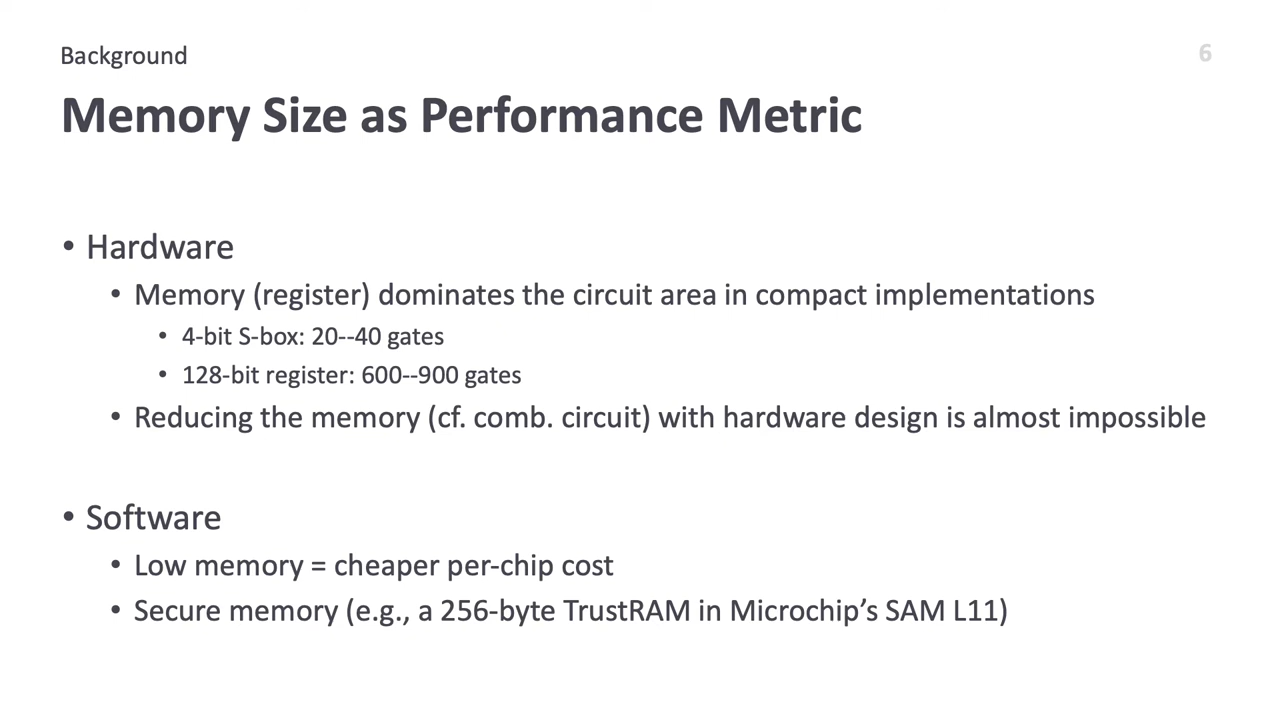 Background
6
Memory Size as Performance Metric
• Hardware
• Memory (register) dominates the circuit area in compact implementations
• 4-bit S-box: 20--40 gates
• 128-bit register: 600--900 gates
• Reducing the memory (cf. comb. circuit) with hardware design is almost impossible
• Software
• Low memory = cheaper per-chip cost
• Secure memory (e.g., a 256-byte TrustRAM in Microchip’s SAM L11)